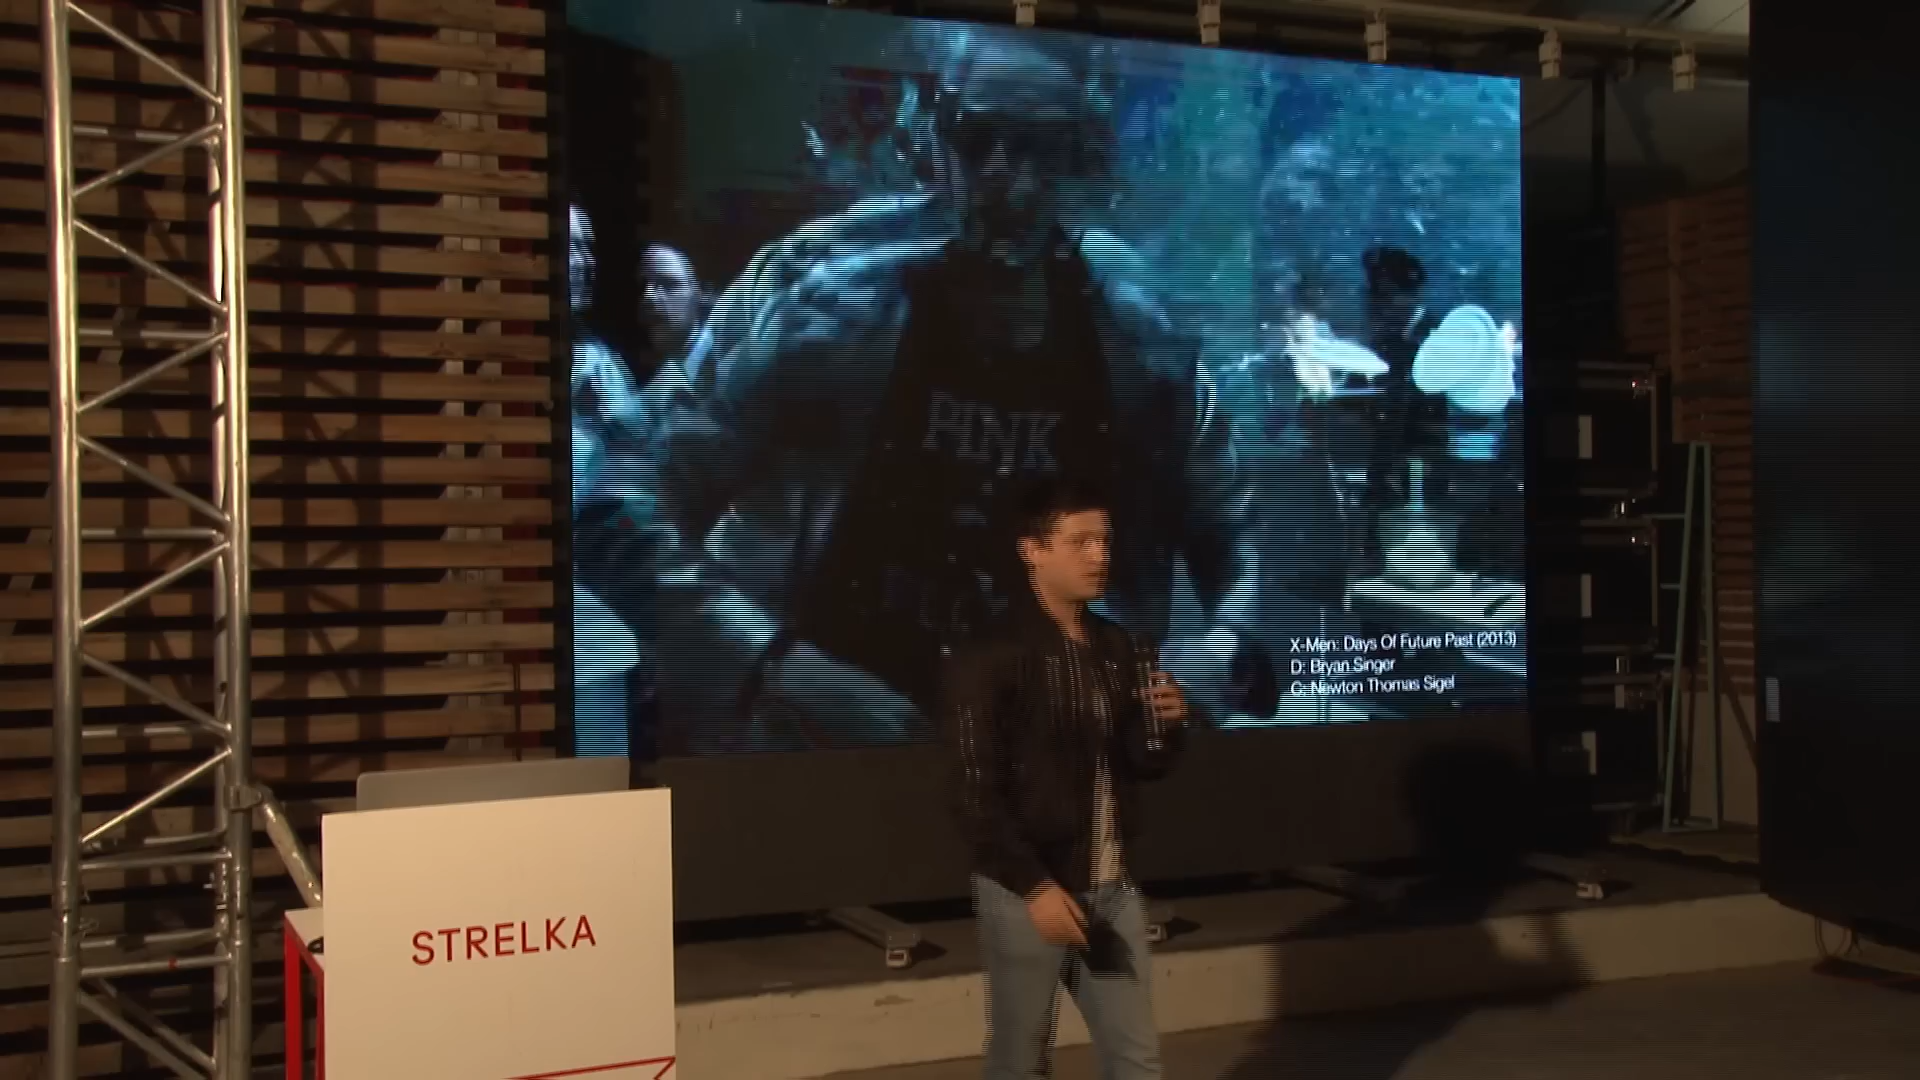 PINK
X-Men: Days Of Future Past (2013)
D: Bryan Singer
C: Newton Thomas Sigel
STRELKA